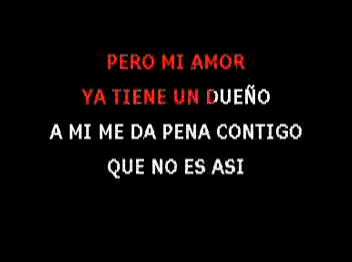 PERO MI AMOR
YA TIENE UN DUEÑO
A MI ME DA PENA CONTIGO
QUE NO ES ASI